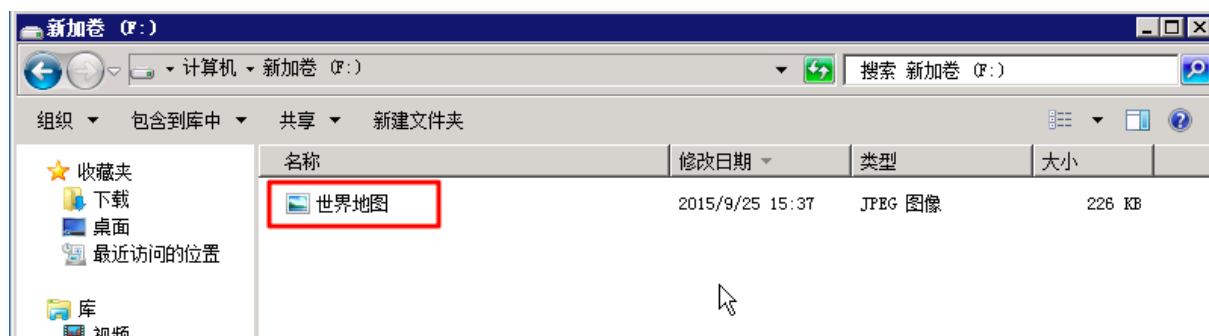 新加卷 (F:)
计算机 新加卷 (F:) 搜索 新加卷 (F:)
组织 包含到库中 共享 新建文件夹
名称 修改日期 类型 大小
收藏夹
下载
世界地图 2015/9/25 15:37 JPEG 图像 226 KB
桌面
最近访问的位置
库
视频